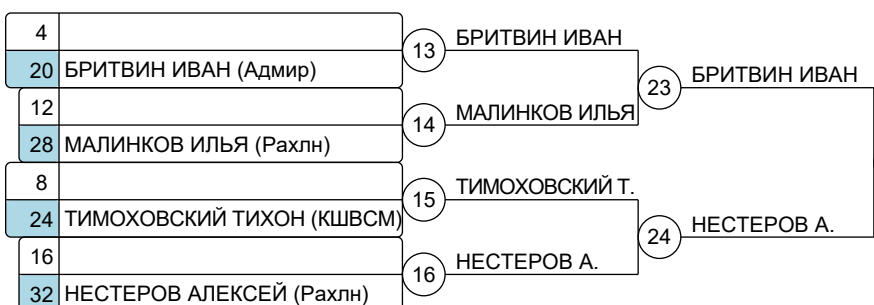 4
20 БРИТВИН ИВАН (Адмир)
13
БРИТВИН ИВАН
12
28 МАЛИНКОВ ИЛЬЯ (Рахлн)
14
МАЛИНКОВ ИЛЬЯ
23
БРИТВИН ИВАН
8
24 ТИМОХОВСКИЙ ТИХОН (КШВСМ)
15
ТИМОХОВСКИЙ Т.
16
32 НЕСТЕРОВ АЛЕКСЕЙ (Рахлн)
16
НЕСТЕРОВ А.
24
НЕСТЕРОВ А.